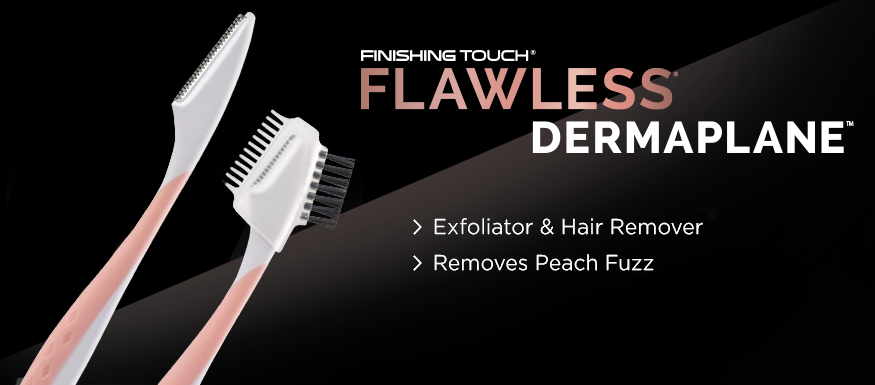 FINISHING TOUCH®
FLAWLESS®
DERMAPLANE™
> Exfoliator & Hair Remover
> Removes Peach Fuzz